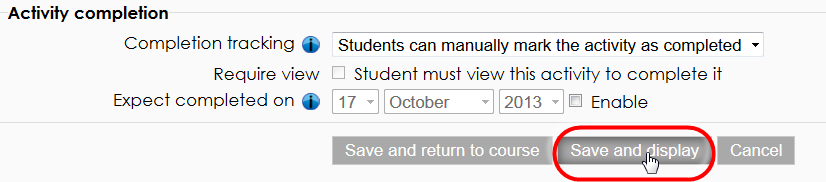 Activity completion
Completion tracking Students can manually mark the activity as completed
Require view Student must view this activity to complete it
Expect completed on 17 October 2013 Enable
Save and return to course Save and display Cancel